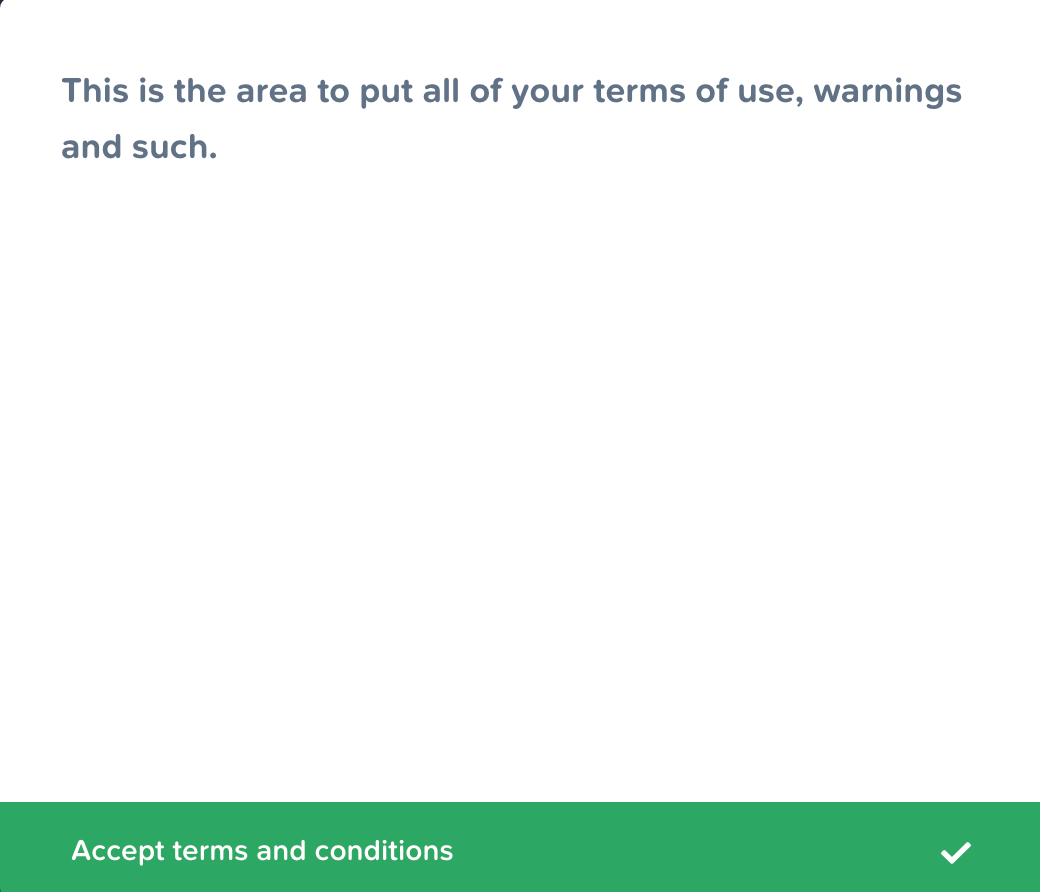 This is the area to put all of your terms of use, warnings
and such.
Accept terms and conditions